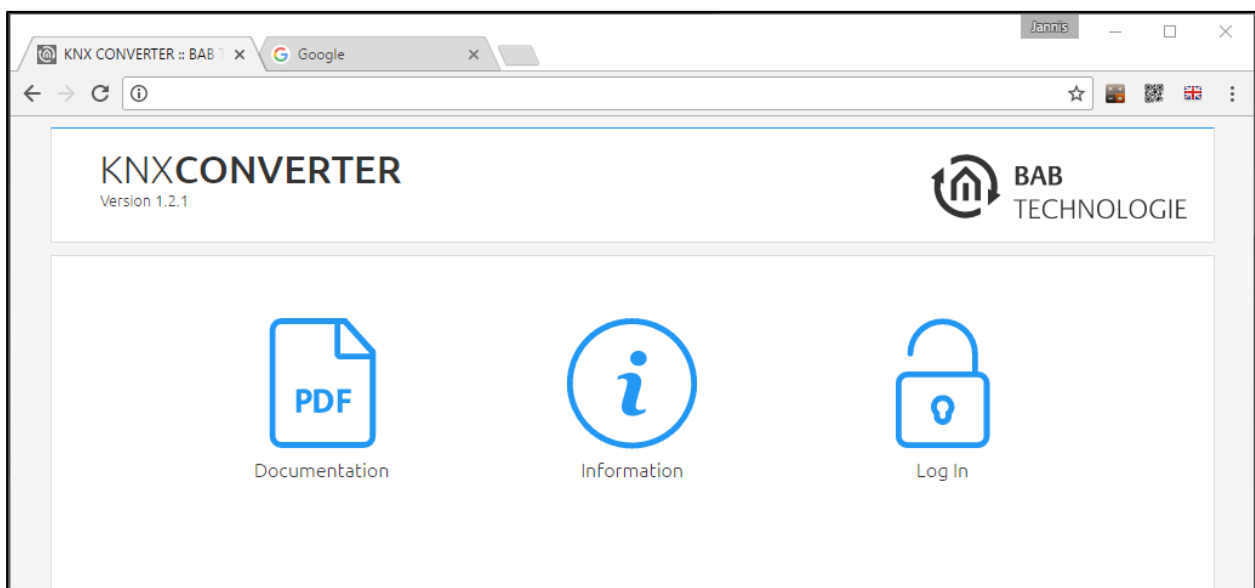 Jannis
KNX CONVERTER :: BAB T
Google
KNXCONVERTER
Version 1.2.1
BAB
TECHNOLOGIE
PDF
i
Documentation
Information
Log In